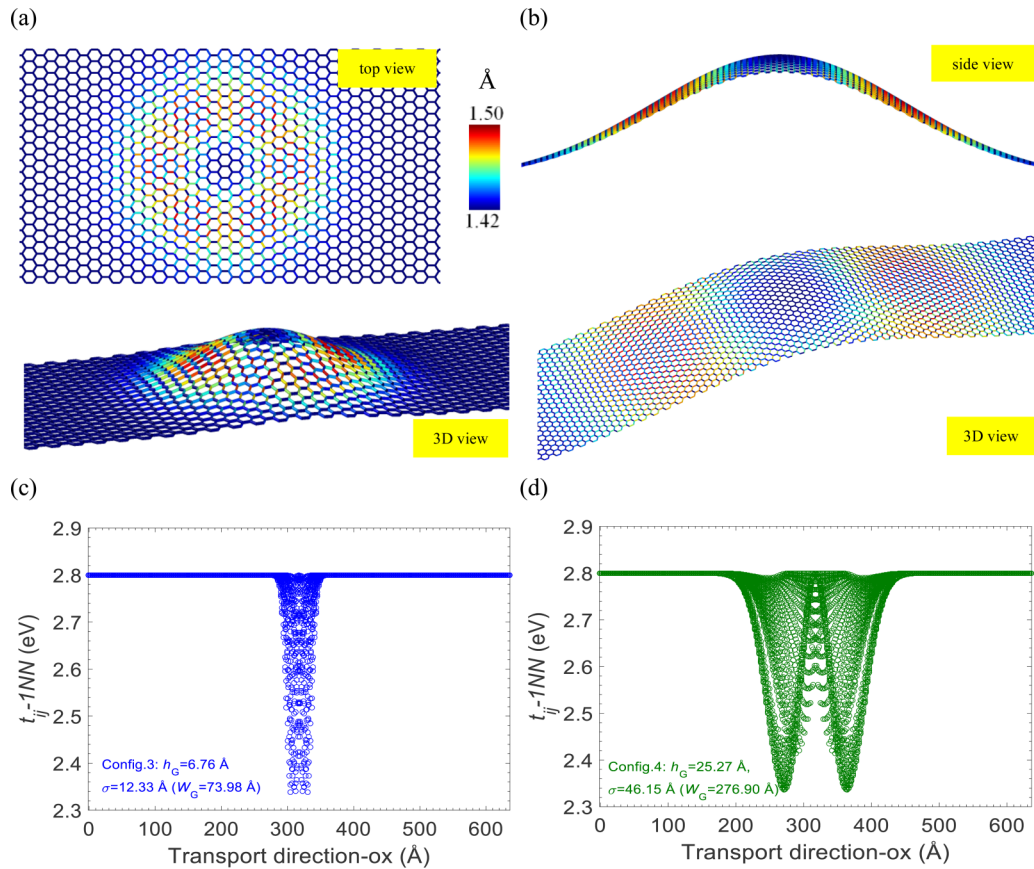 (a)
(b)
top view
side view
Å
1.50
1.42
3D view
3D view
(c)
(d)
2.9
2.8
2.7
2.6
2.5
2.4
2.3
t_ij-1NN (eV)
Config.3: h_G=6.76 Å
σ=12.33 Å (W_G=73.98 Å)
0 100 200 300 400 500 600
Transport direction-ox (Å)
2.9
2.8
2.7
2.6
2.5
2.4
2.3
t_ij-1NN (eV)
Config.4: h_G=25.27 Å,
σ=46.15 Å (W_G=276.90 Å)
0 100 200 300 400 500 600
Transport direction-ox (Å)